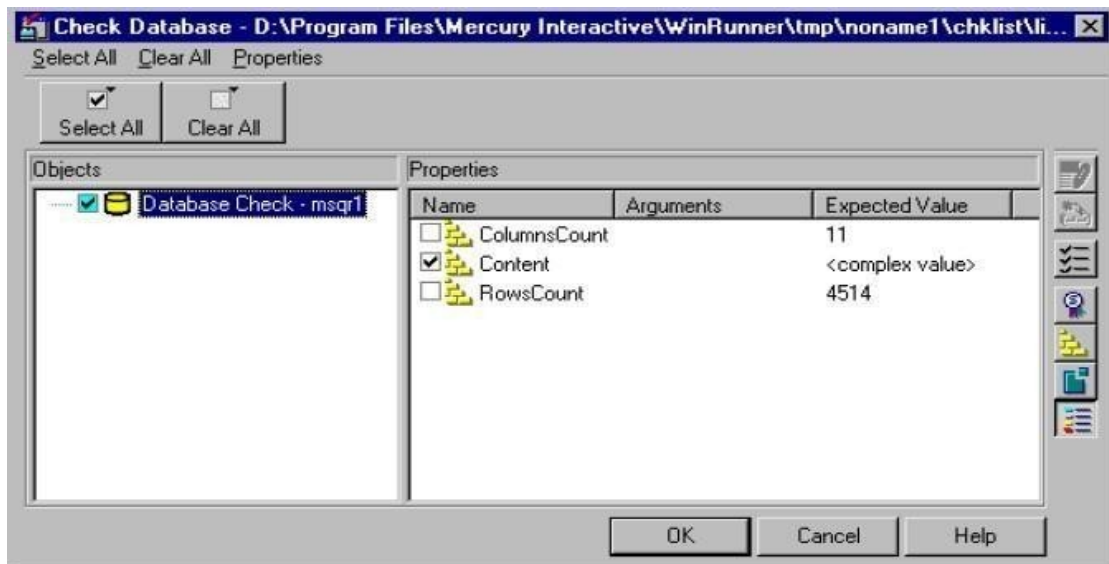 Check Database - D:\Program Files\Mercury Interactive\WinRunner\tmp\noname1\chklist\li...
Select All Clear All Properties
Select All Clear All
Objects
Database Check - msqr1
Properties
Name Arguments Expected Value
ColumnsCount 11
Content <complex value>
RowsCount 4514
OK Cancel Help